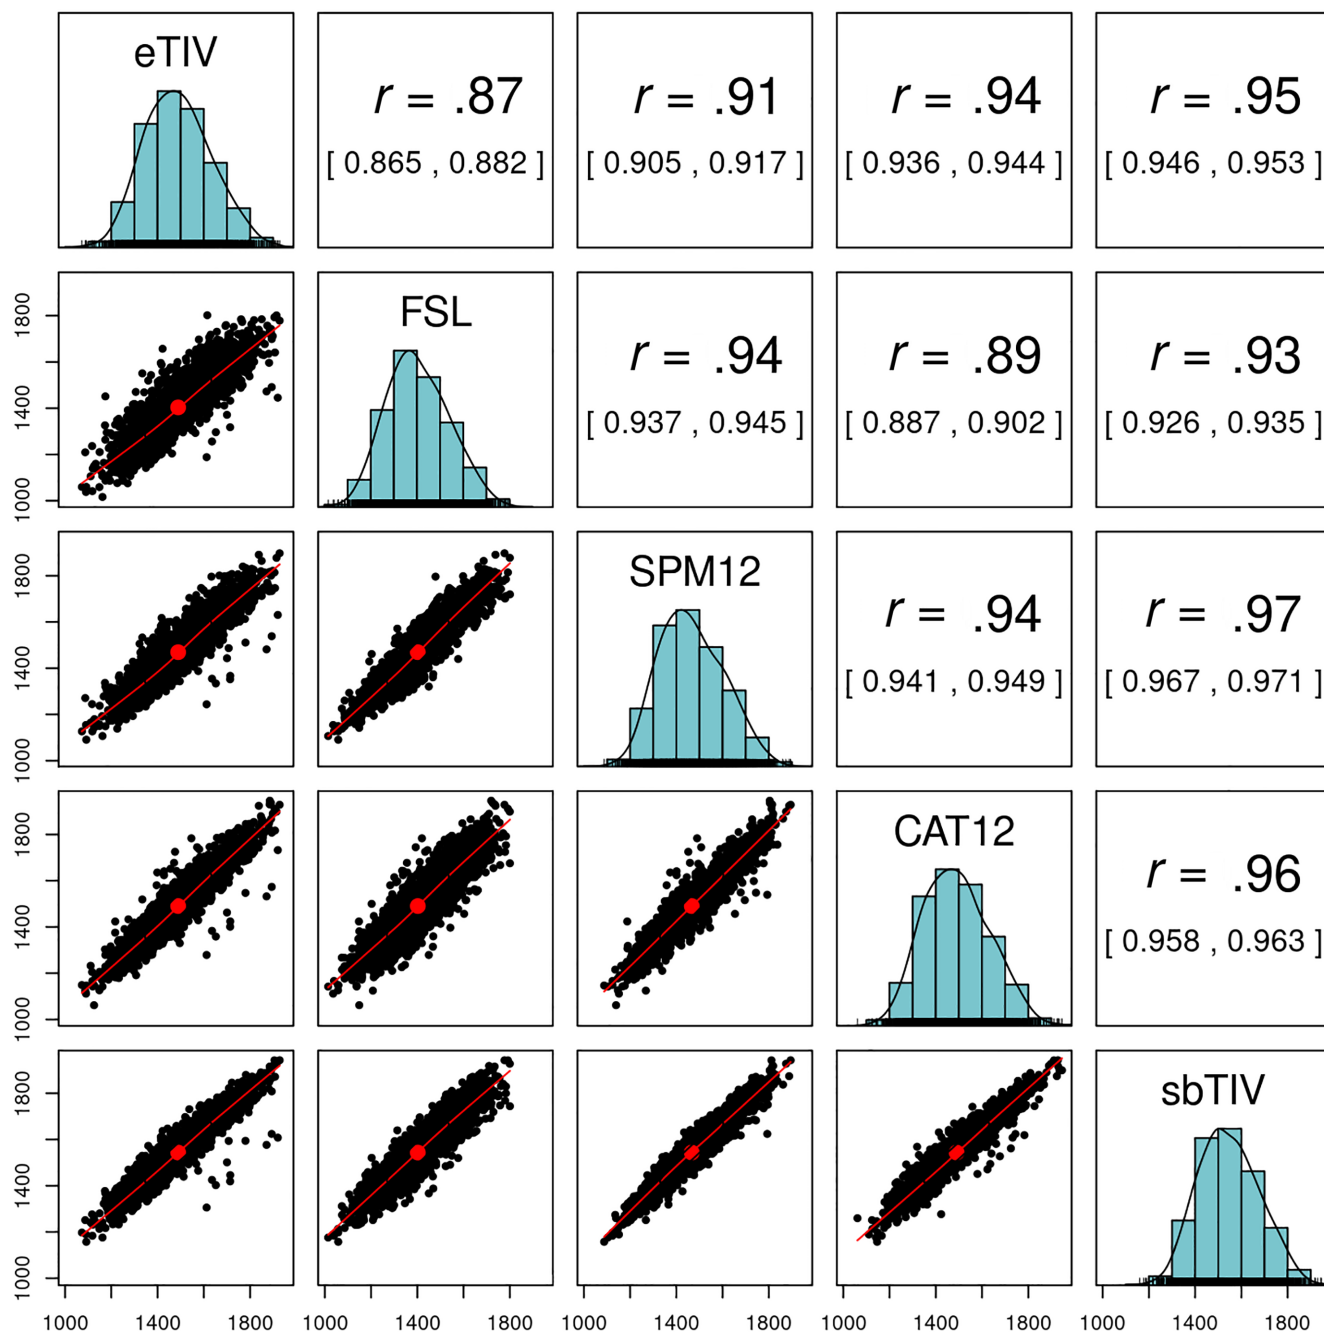 eTIV
r = .87
[ 0.865 , 0.882 ]
r = .91
[ 0.905 , 0.917 ]
r = .94
[ 0.936 , 0.944 ]
r = .95
[ 0.946 , 0.953 ]
1800
1400
1000
FSL
r = .94
[ 0.937 , 0.945 ]
r = .89
[ 0.887 , 0.902 ]
r = .93
[ 0.926 , 0.935 ]
1800
1400
1000
SPM12
r = .94
[ 0.941 , 0.949 ]
r = .97
[ 0.967 , 0.971 ]
1800
1400
1000
CAT12
r = .96
[ 0.958 , 0.963 ]
1800
1400
1000
sbTIV
1000 1400 1800 1000 1400 1800 1000 1400 1800 1000 1400 1800 1000 1400 1800